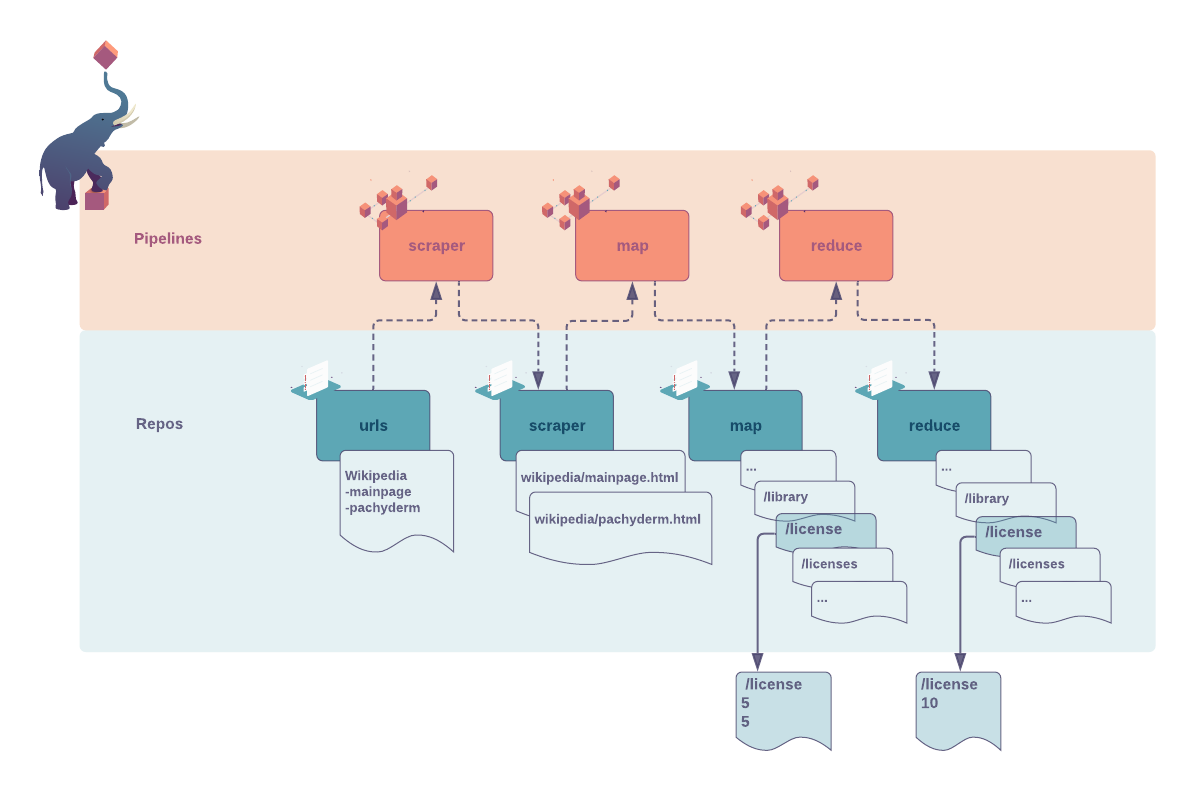 Pipelines
scraper
map
reduce
Repos
urls
scraper
map
reduce
Wikipedia
-mainpage
-pachyderm
wikipedia/mainpage.html
wikipedia/pachyderm.html
...
/library
/license
/licenses
...
...
/library
/license
/licenses
...
/license
5
5
/license
10